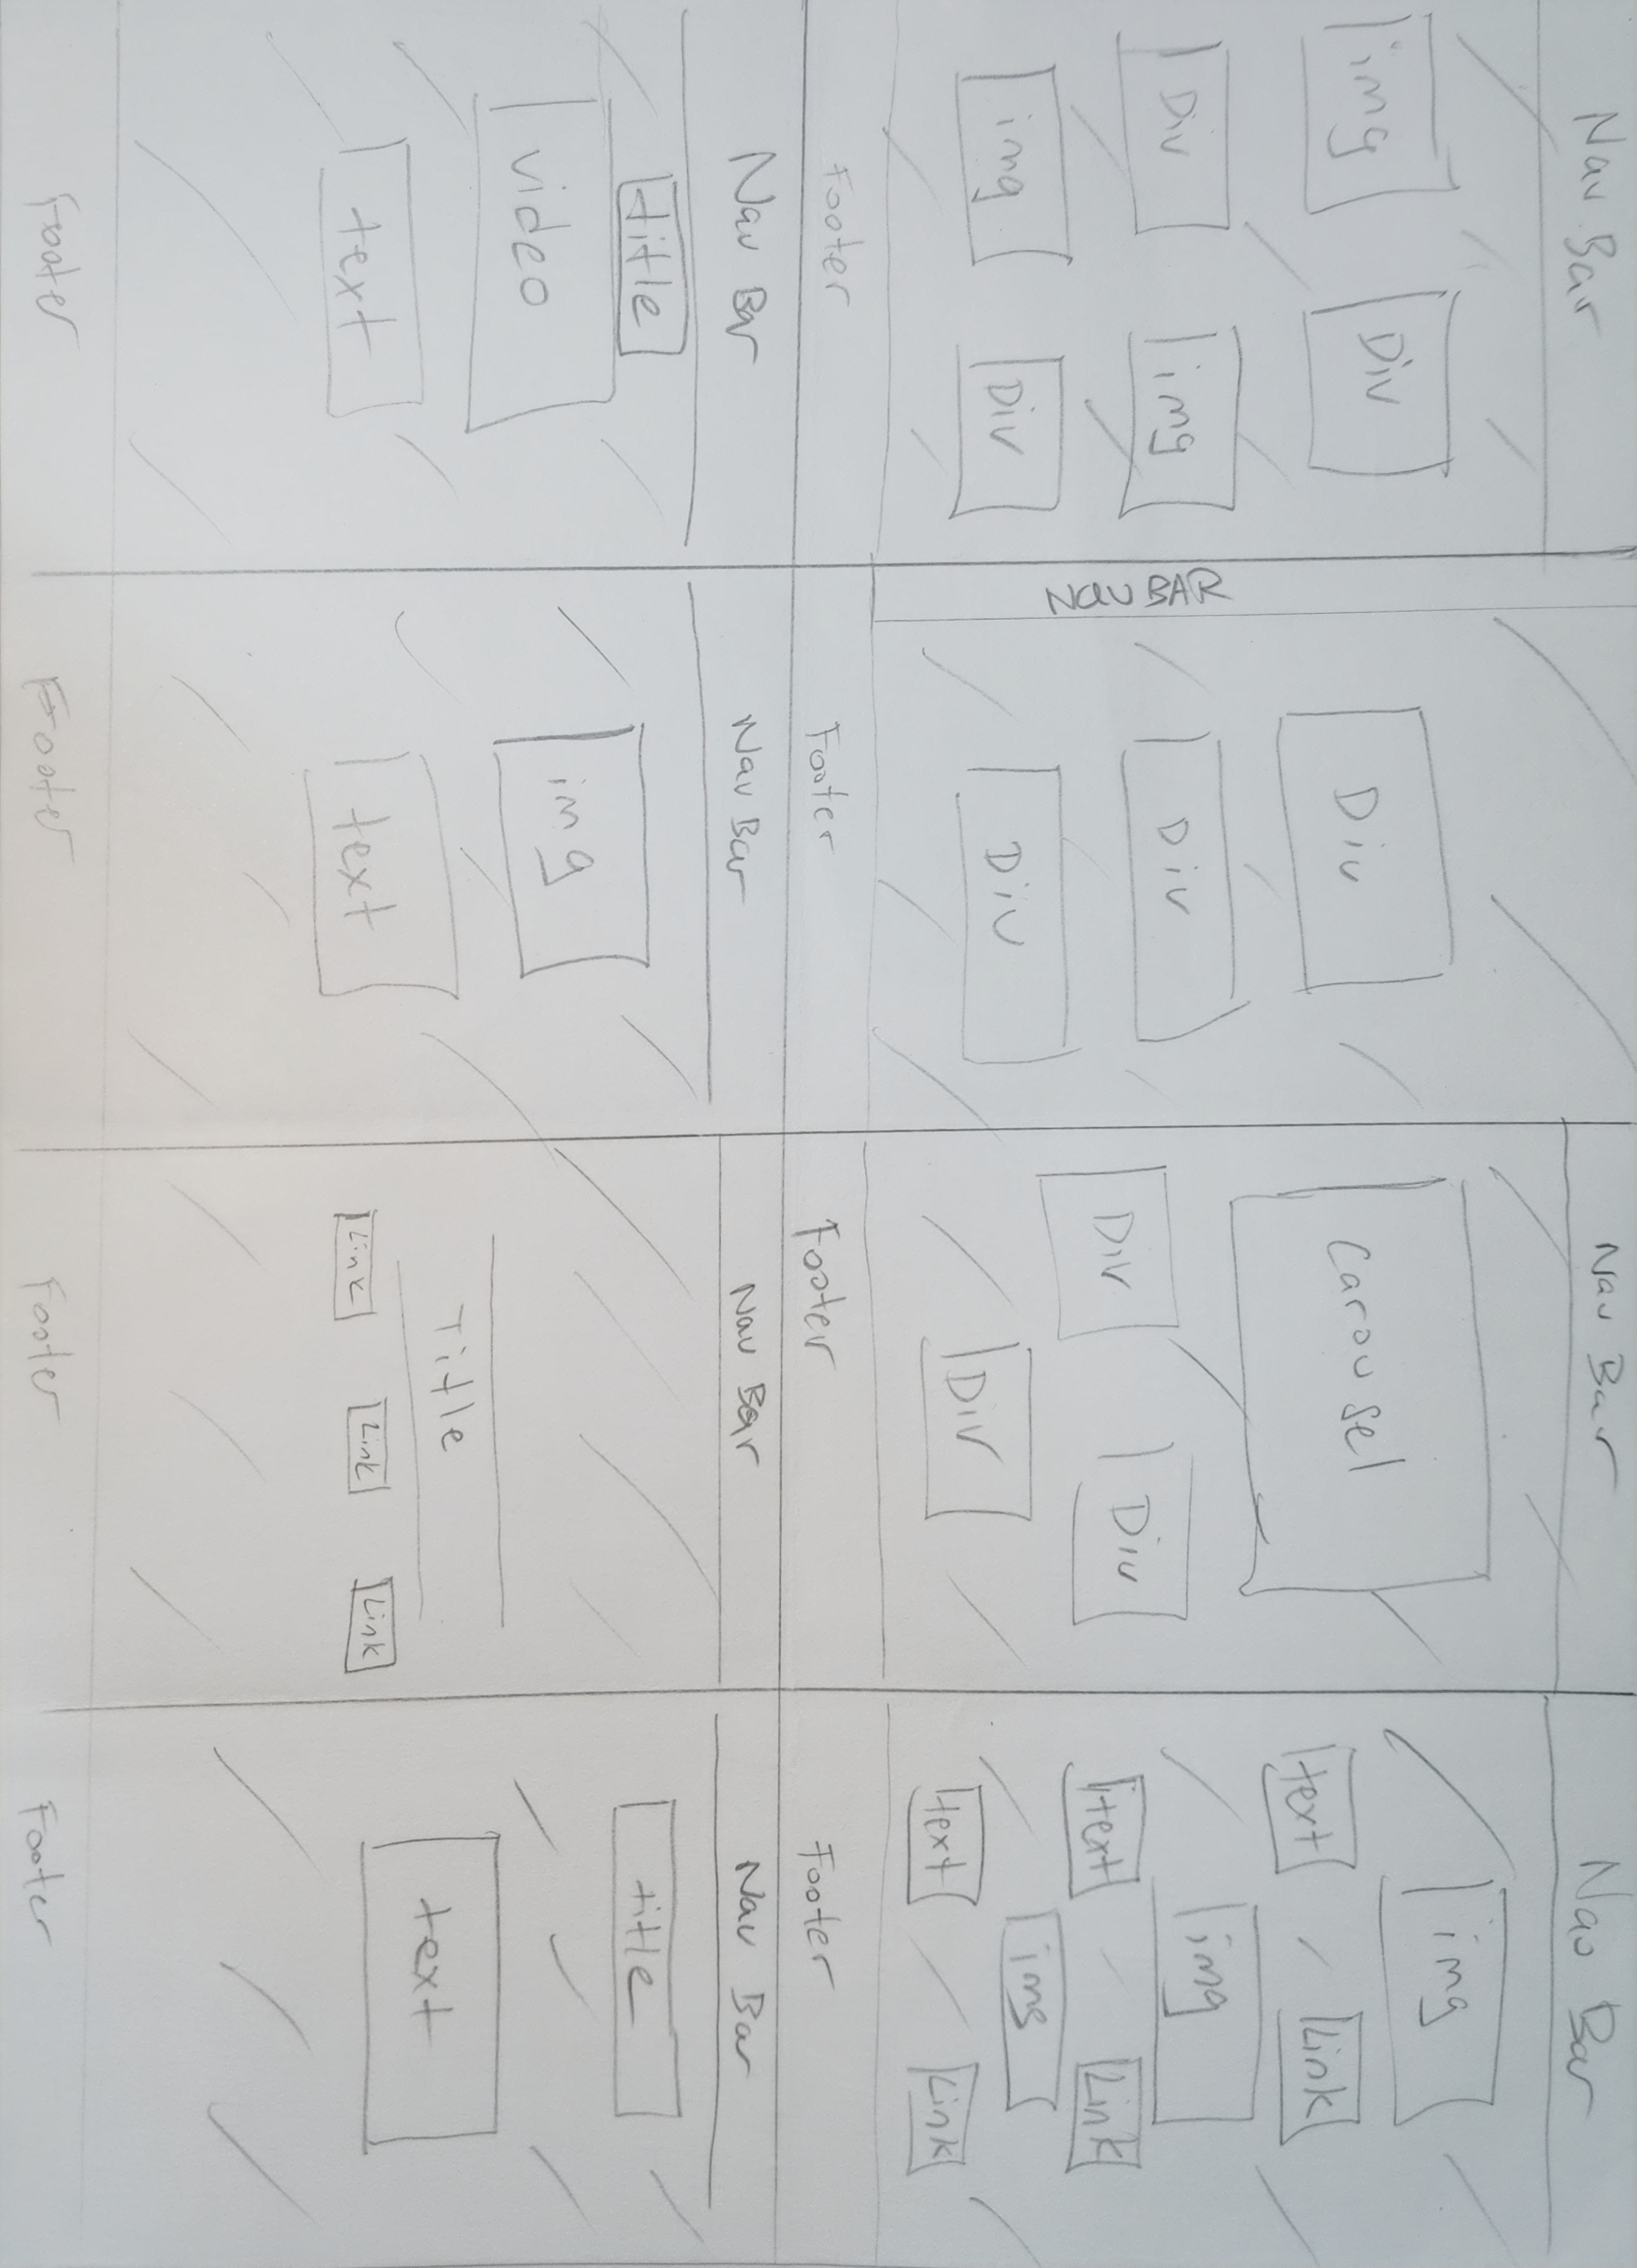 Nav Bar
img Div
Div img
img Div
Footer
Nav BAR
Div
Div
Div
Footer
Nav Bar
Carousel
Div Div
Div
Footer
Nav Bar
img
text Link
img
text Link
img
text Link
Footer
Nav Bar
title
video
text
Footer
Nav Bar
img
text
Footer
Nav Bar
Title
Link Link Link
Footer
Nav Bar
title
text
Footer